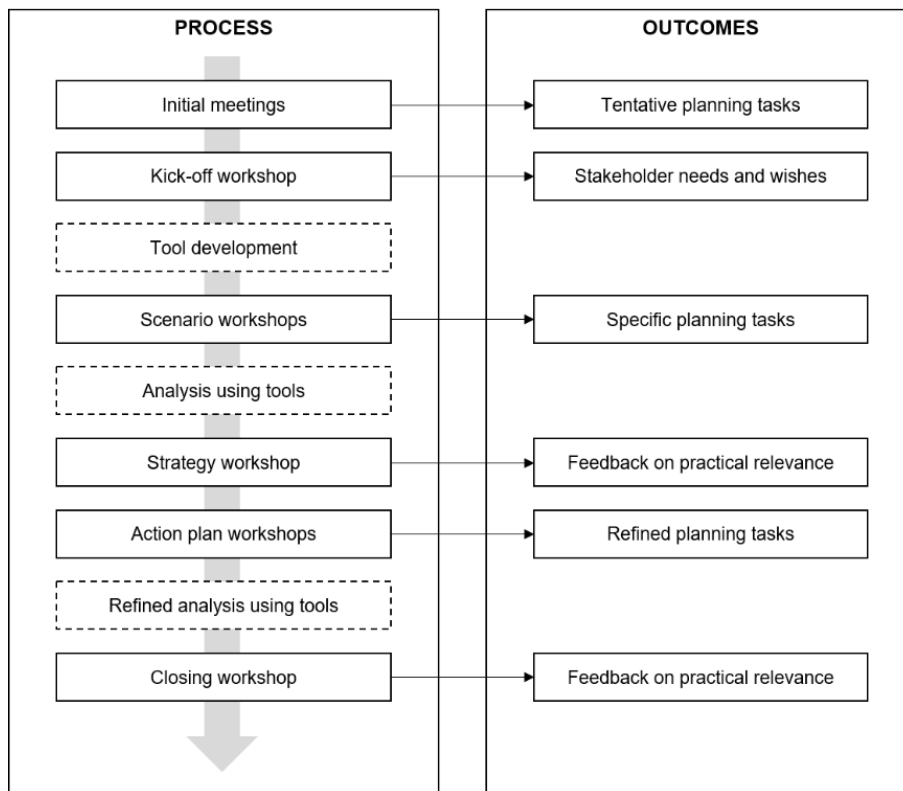 PROCESS
Initial meetings
Kick-off workshop
Tool development
Scenario workshops
Analysis using tools
Strategy workshop
Action plan workshops
Refined analysis using tools
Closing workshop
OUTCOMES
Tentative planning tasks
Stakeholder needs and wishes
Specific planning tasks
Feedback on practical relevance
Refined planning tasks
Feedback on practical relevance